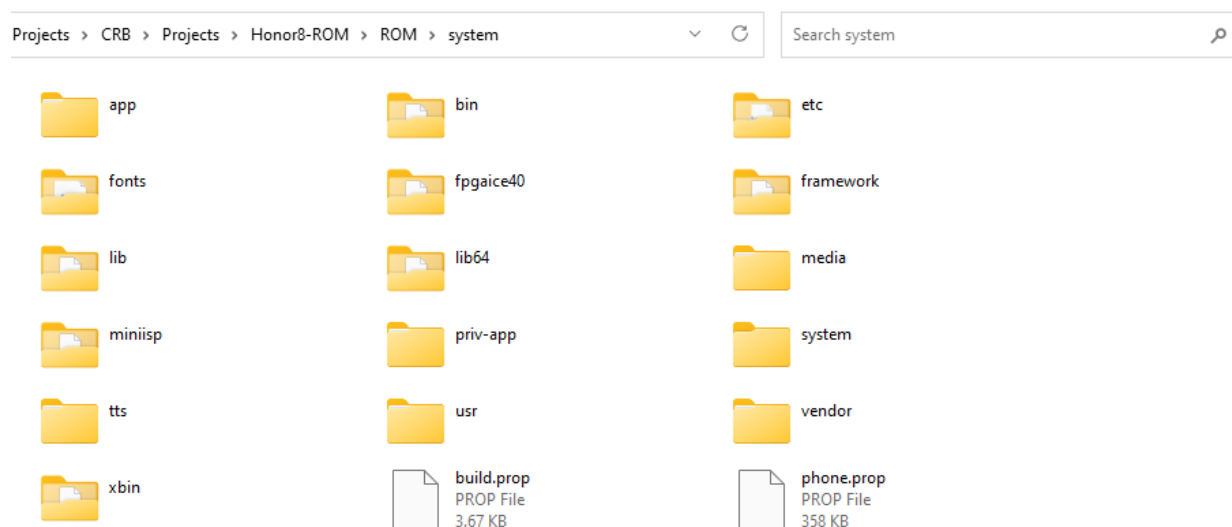 Projects > CRB > Projects > Honor8-ROM > ROM > system
Search system
app
bin
etc
fonts
fpgaice40
framework
lib
lib64
media
miniisp
priv-app
system
tts
usr
vendor
xbin
build.prop
PROP File
3.67 KB
phone.prop
PROP File
358 KB